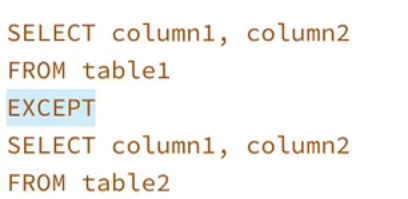 SELECT column1, column2
FROM table1
EXCEPT
SELECT column1, column2
FROM table2